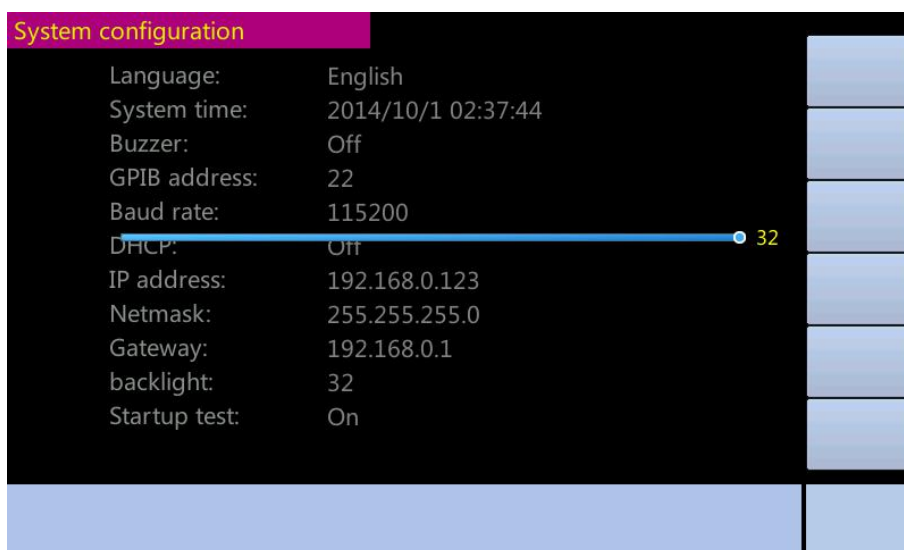 System configuration
Language: English
System time: 2014/10/1 02:37:44
Buzzer: Off
GPIB address: 22
Baud rate: 115200
32
DHCP: Off
IP address: 192.168.0.123
Netmask: 255.255.255.0
Gateway: 192.168.0.1
backlight: 32
Startup test: On